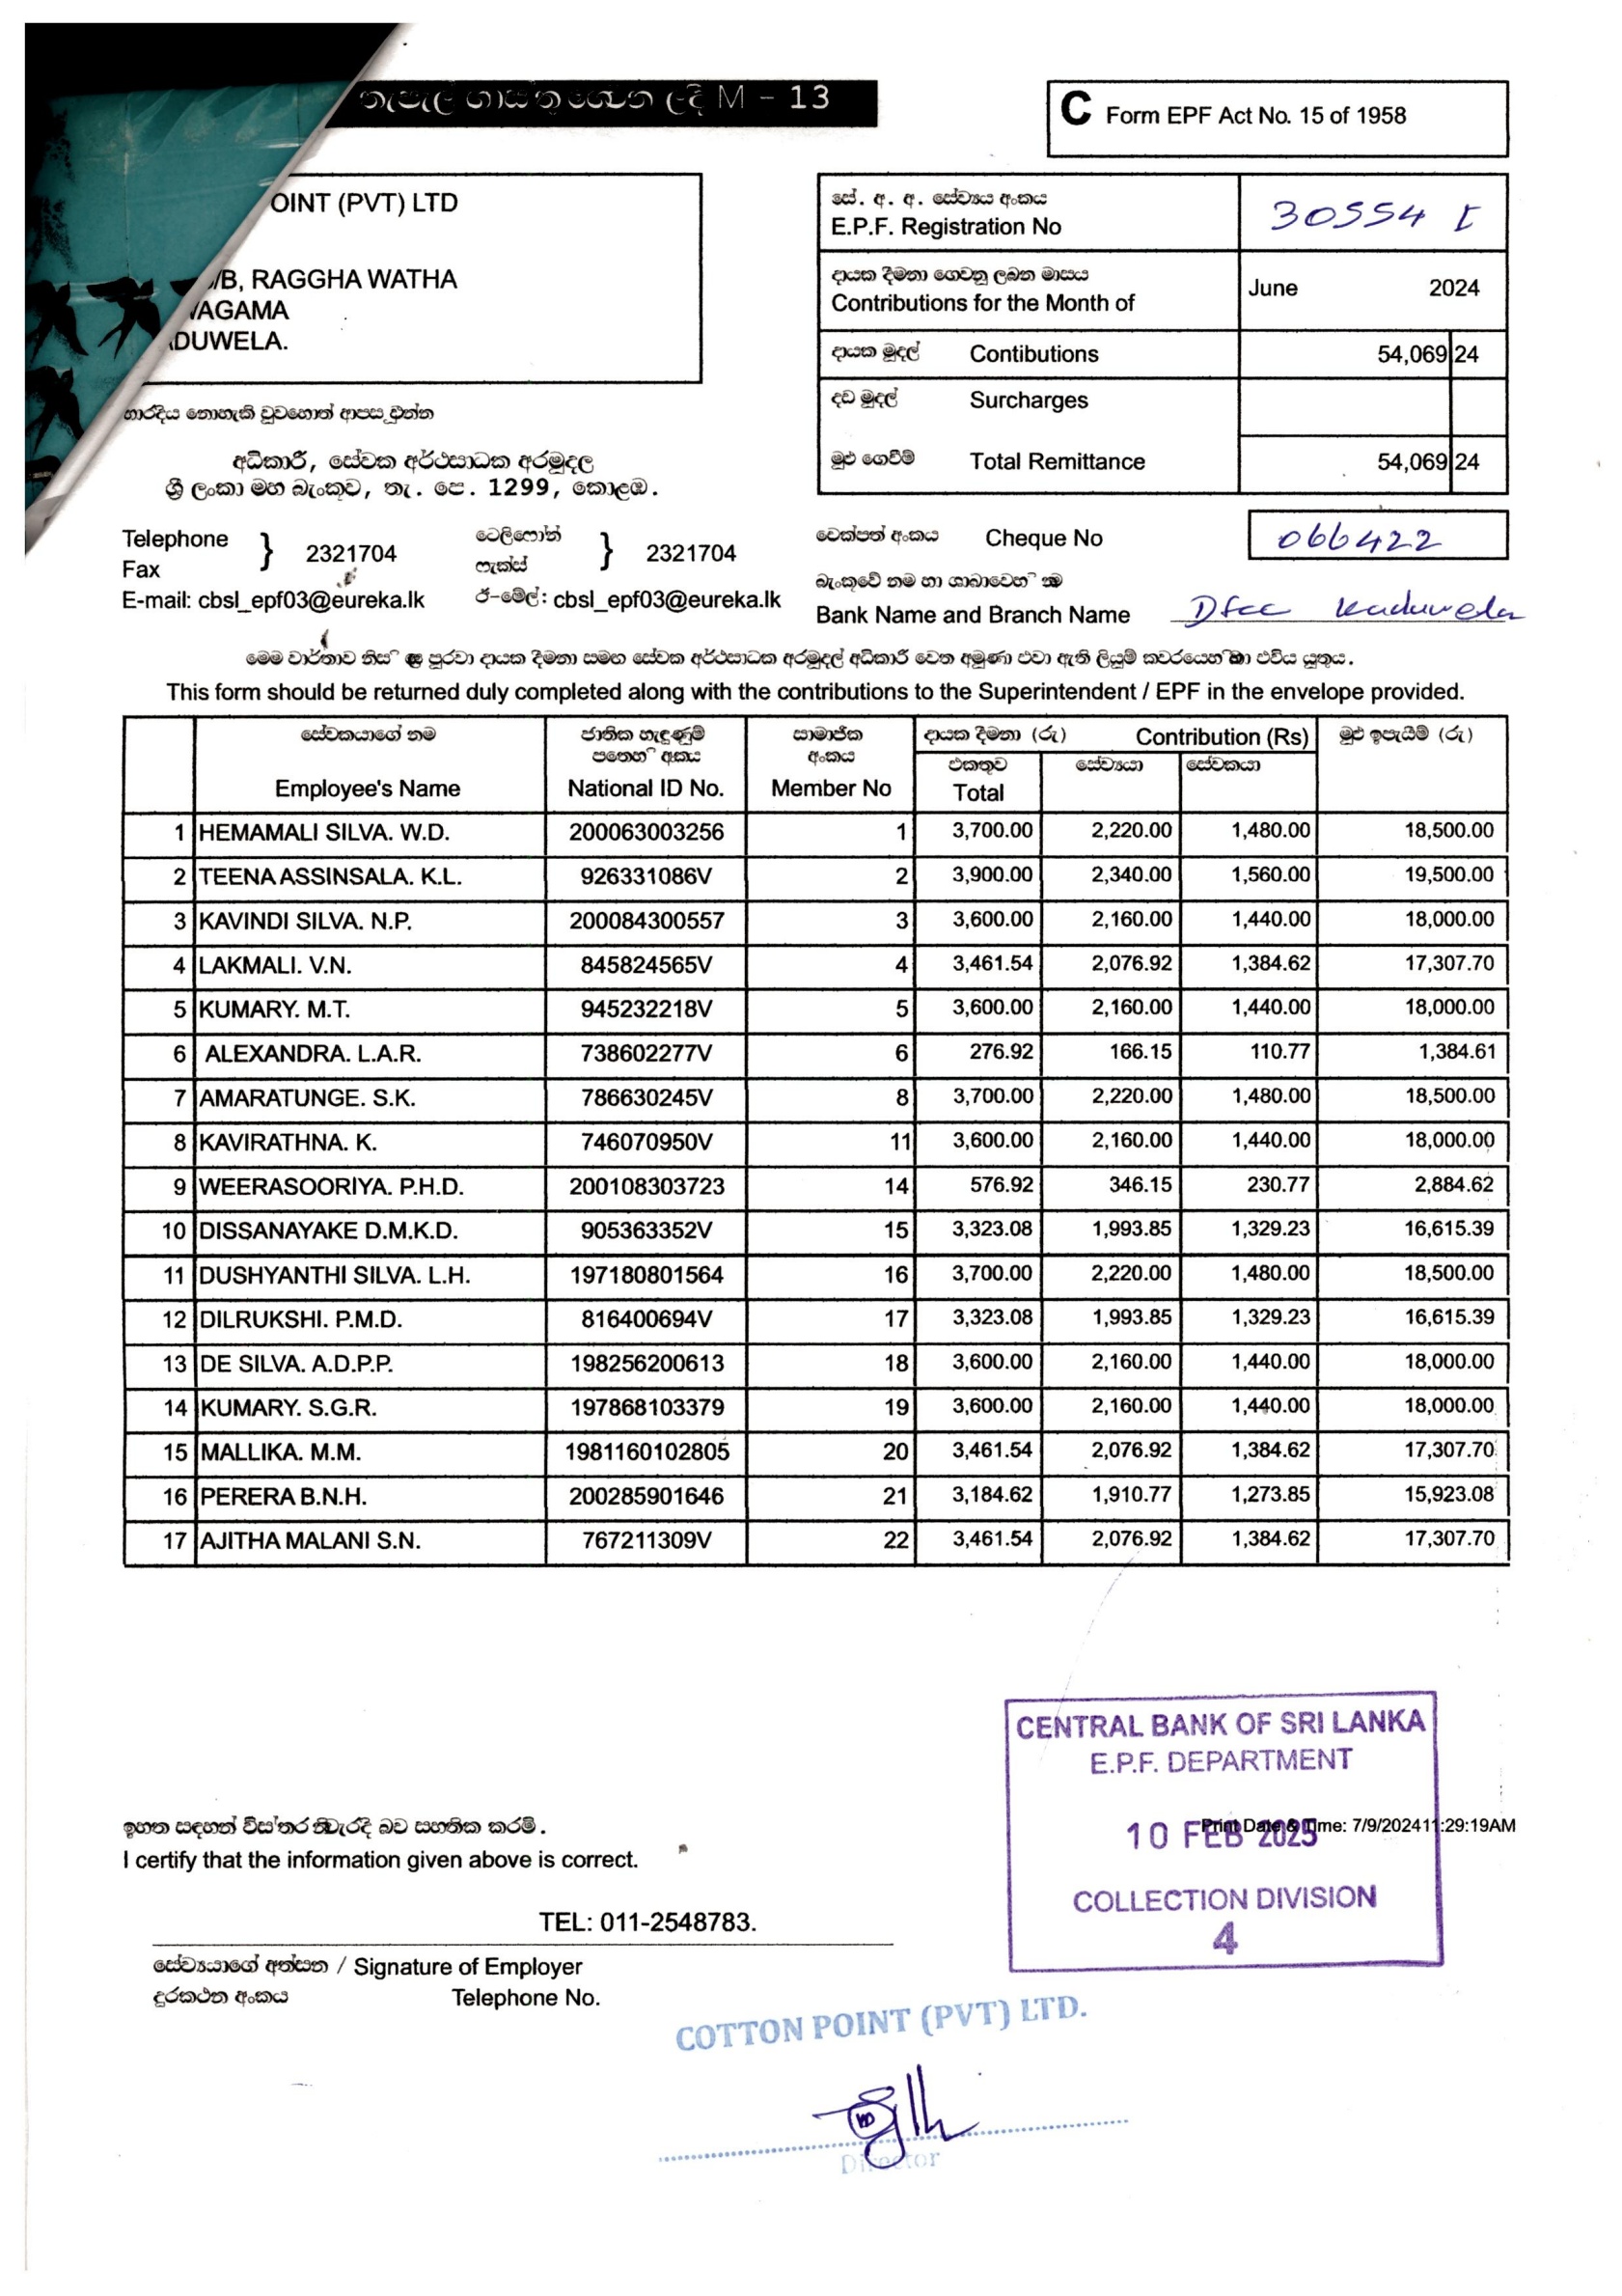 තැපැල් ගාස්තු ගෙවන ලදී M - 13
C Form EPF Act No. 15 of 1958
OINT (PVT) LTD
/B, RAGGHA WATHA
AGAMA
DUWELA.
සේ. අ. අ. සේව්‍යය අංකය
E.P.F. Registration No 30554
දායක දීමනා ගෙවනු ලබන මාසය
Contributions for the Month of June 2024
දායක මුදල් Contibutions 54,069 24
දඩ මුදල් Surcharges
මුළු ගෙවීම් Total Remittance 54,069 24
භාරදිය නොහැකි වුවහොත් ආපසු එන්න
අධිකාරී, සේවක අර්ථසාධක අරමුදල
ශ්‍රී ලංකා මහ බැංකුව, තැ. පෙ. 1299, කොළඹ.
Telephone
Fax } 2321704
ටෙලිෆෝන්
ෆැක්ස් } 2321704
E-mail: cbsl_epf03@eureka.lk
ඊ-මේල්: cbsl_epf03@eureka.lk
චෙක්පත් අංකය Cheque No 066422
බැංකුවේ නම හා ශාඛාවෙහි නම
Bank Name and Branch Name Dfcc Kaduwela
මෙම වාර්තාව නිසි පුරවා දායක දීමනා සමඟ සේවක අර්ථසාධක අරමුදල් අධිකාරී වෙත අමුණා එවා ඇති ලියුම් කවරයෙහි එවිය යුතුය.
This form should be returned duly completed along with the contributions to the Superintendent / EPF in the envelope provided.
සේවකයාගේ නම ජාතික හැඳුණුම් පතෙහි අංකය සාමාජික අංකය දායක දීමනා (රු) Contribution (Rs) මුළු ඉපැයීම් (රු)
Employee's Name National ID No. Member No එකතුව Total සේව්‍යයා සේවකයා
1 HEMAMALI SILVA. W.D. 200063003256 1 3,700.00 2,220.00 1,480.00 18,500.00
2 TEENA ASSINSALA. K.L. 926331086V 2 3,900.00 2,340.00 1,560.00 19,500.00
3 KAVINDI SILVA. N.P. 200084300557 3 3,600.00 2,160.00 1,440.00 18,000.00
4 LAKMALI. V.N. 845824565V 4 3,461.54 2,076.92 1,384.62 17,307.70
5 KUMARY. M.T. 945232218V 5 3,600.00 2,160.00 1,440.00 18,000.00
6 ALEXANDRA. L.A.R. 738602277V 6 276.92 166.15 110.77 1,384.61
7 AMARATUNGE. S.K. 786630245V 8 3,700.00 2,220.00 1,480.00 18,500.00
8 KAVIRATHNA. K. 746070950V 11 3,600.00 2,160.00 1,440.00 18,000.00
9 WEERASOORIYA. P.H.D. 200108303723 14 576.92 346.15 230.77 2,884.62
10 DISSANAYAKE D.M.K.D. 905363352V 15 3,323.08 1,993.85 1,329.23 16,615.39
11 DUSHYANTHI SILVA. L.H. 197180801564 16 3,700.00 2,220.00 1,480.00 18,500.00
12 DILRUKSHI. P.M.D. 816400694V 17 3,323.08 1,993.85 1,329.23 16,615.39
13 DE SILVA. A.D.P.P. 198256200613 18 3,600.00 2,160.00 1,440.00 18,000.00
14 KUMARY. S.G.R. 197868103379 19 3,600.00 2,160.00 1,440.00 18,000.00
15 MALLIKA. M.M. 1981160102805 20 3,461.54 2,076.92 1,384.62 17,307.70
16 PERERA B.N.H. 200285901646 21 3,184.62 1,910.77 1,273.85 15,923.08
17 AJITHA MALANI S.N. 767211309V 22 3,461.54 2,076.92 1,384.62 17,307.70
CENTRAL BANK OF SRI LANKA
E.P.F. DEPARTMENT
10 FEB 2025
COLLECTION DIVISION
4
Print Date & Time: 7/9/202411:29:19AM
ඉහත සඳහන් විස්තර නිවැරදි බව සහතික කරමි.
I certify that the information given above is correct.
TEL: 011-2548783.
සේව්‍යයාගේ අත්සන / Signature of Employer
දුරකථන අංකය Telephone No.
COTTON POINT (PVT) LTD.
Director